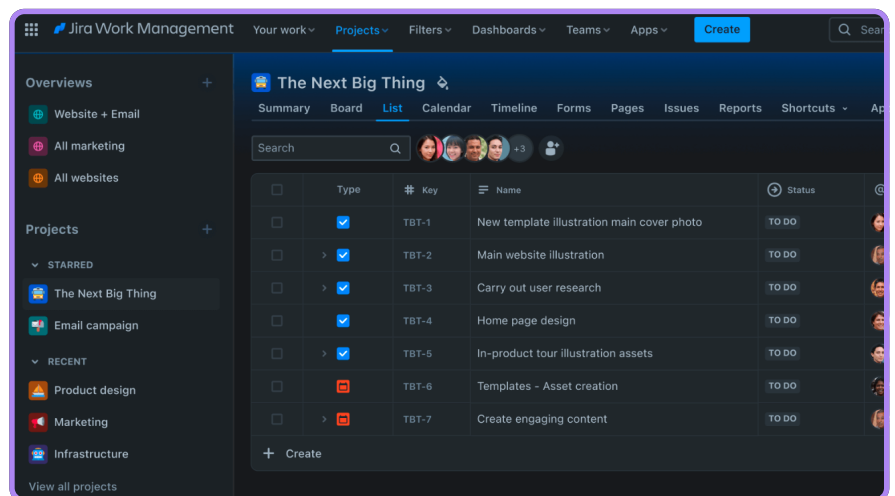 Jira Work Management Your work Projects Filters Dashboards Teams Apps Create
Overviews
Website + Email
All marketing
All websites
Projects
STARRED
The Next Big Thing
Email campaign
RECENT
Product design
Marketing
Infrastructure
View all projects
The Next Big Thing
Summary Board List Calendar Timeline Forms Pages Issues Reports Shortcuts
Search +3
Type # Key Name Status
TBT-1 New template illustration main cover photo TO DO
TBT-2 Main website illustration TO DO
TBT-3 Carry out user research TO DO
TBT-4 Home page design TO DO
TBT-5 In-product tour illustration assets TO DO
TBT-6 Templates - Asset creation TO DO
TBT-7 Create engaging content TO DO
+ Create